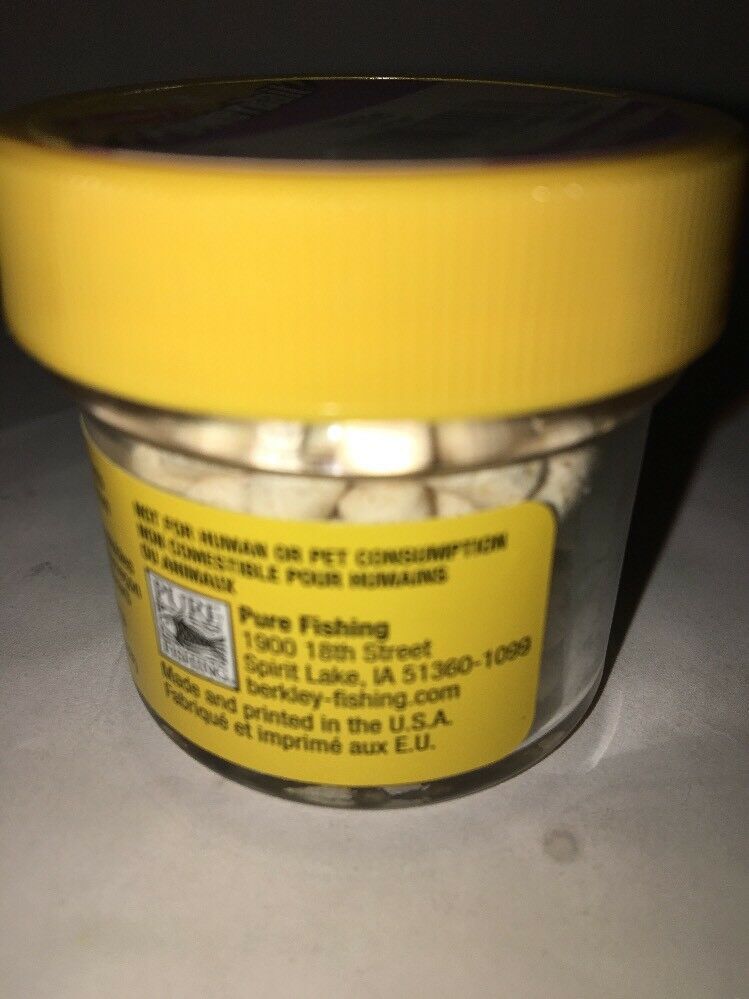 NOT FOR HUMAN OR PET CONSUMPTION
NON COMESTIBLE POUR HUMAINS
OU ANIMAUX
PURE
FISHING
Pure Fishing
1900 18th Street
Spirit Lake, IA 51360-1099
berkley-fishing.com
Made and printed in the U.S.A.
Fabriqué et imprimé aux E.U.